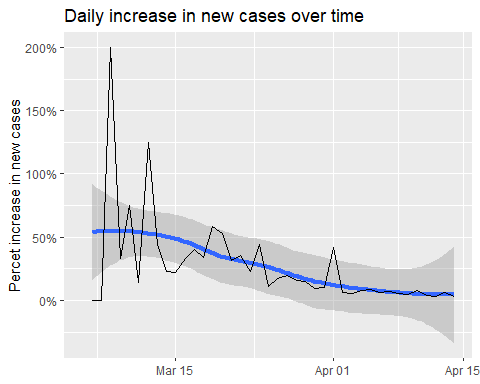 Daily increase in new cases over time
Percet increase in new cases
200%
150%
100%
50%
0%
Mar 15
Apr 01
Apr 15